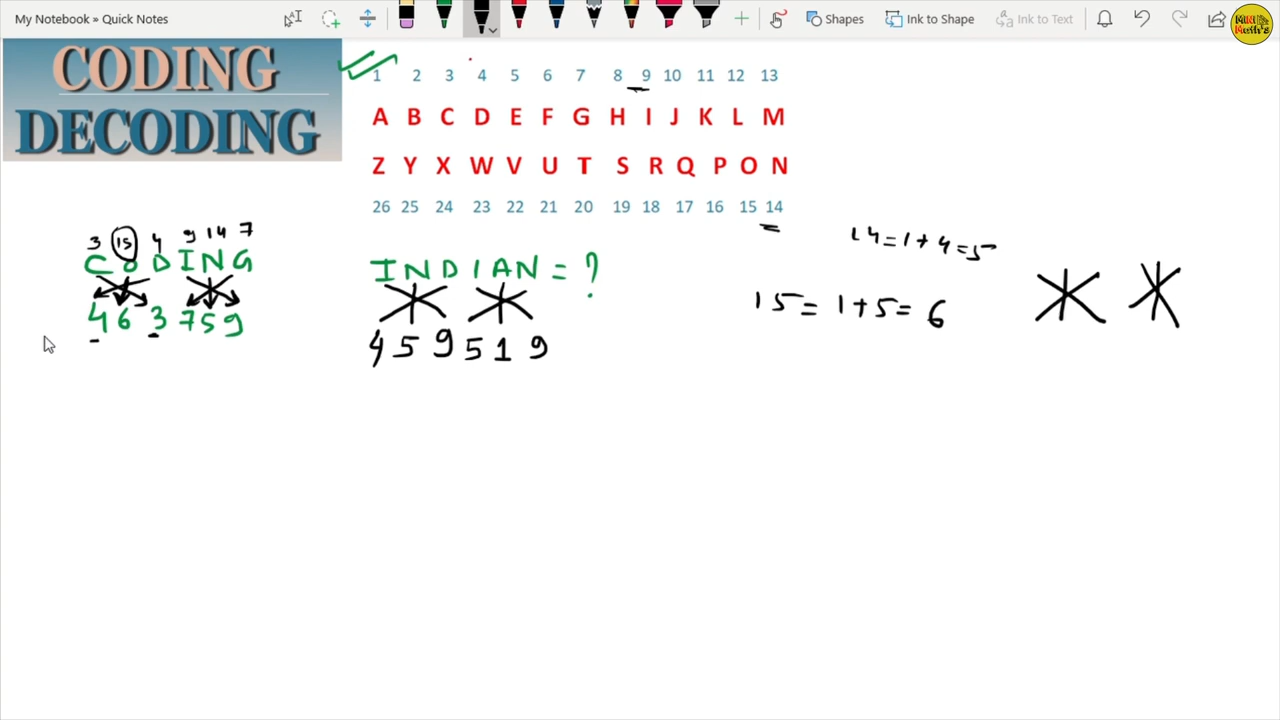 My Notebook » Quick Notes
Shapes
Ink to Shape
Ink to Text
CODING
DECODING
1 2 3 4 5 6 7 8 9 10 11 12 13
A B C D E F G H I J K L M
Z Y X W V U T S R Q P O N
26 25 24 23 22 21 20 19 18 17 16 15 14
3 15 4 9 14 7
CODING
463759
INDIAN = ?
459519
14=1+4=5
15=1+5=6